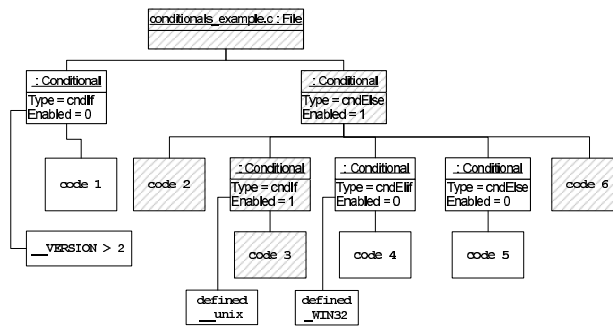 conditionals_example.c : File
: Conditional
Type = cndIf
Enabled = 0
: Conditional
Type = cndElse
Enabled = 1
code 1
code 2
: Conditional
Type = cndIf
Enabled = 1
: Conditional
Type = cndElif
Enabled = 0
: Conditional
Type = cndElse
Enabled = 0
code 6
__VERSION > 2
code 3
code 4
code 5
defined
__unix
defined
_WIN32